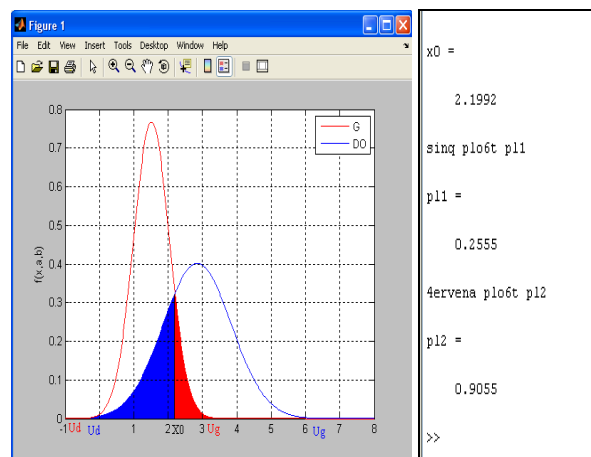 Figure 1
File Edit View Insert Tools Desktop Window Help
G
DO
0.8
0.7
0.6
0.5
0.4
0.3
0.2
0.1
0
f(x,a,b)
-1 Ud Ud 1 2 X0 3 Ug 4 5 6 Ug 7 8
x0 =
2.1992
sinq plo6t pl1
pl1 =
0.2555
4ervena plo6t pl2
pl2 =
0.9055
>>